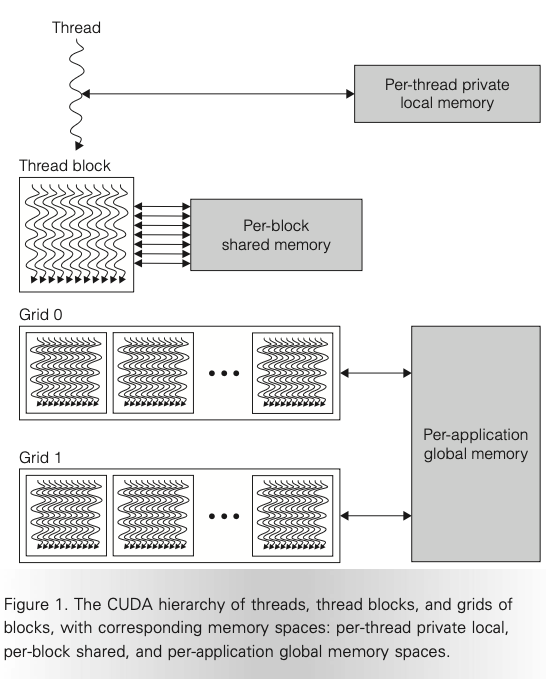 Thread
Per-thread private
local memory
Thread block
Per-block
shared memory
Grid 0
Per-application
global memory
Grid 1
Figure 1. The CUDA hierarchy of threads, thread blocks, and grids of
blocks, with corresponding memory spaces: per-thread private local,
per-block shared, and per-application global memory spaces.